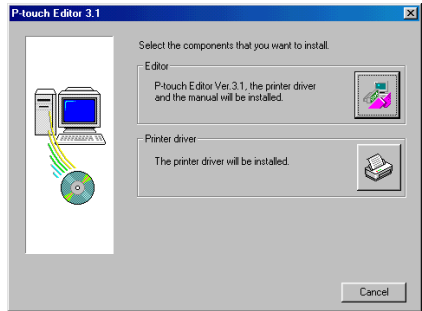 P-touch Editor 3.1
Select the components that you want to install.
Editor
P-touch Editor Ver.3.1, the printer driver
and the manual will be installed.
Printer driver
The printer driver will be installed.
Cancel